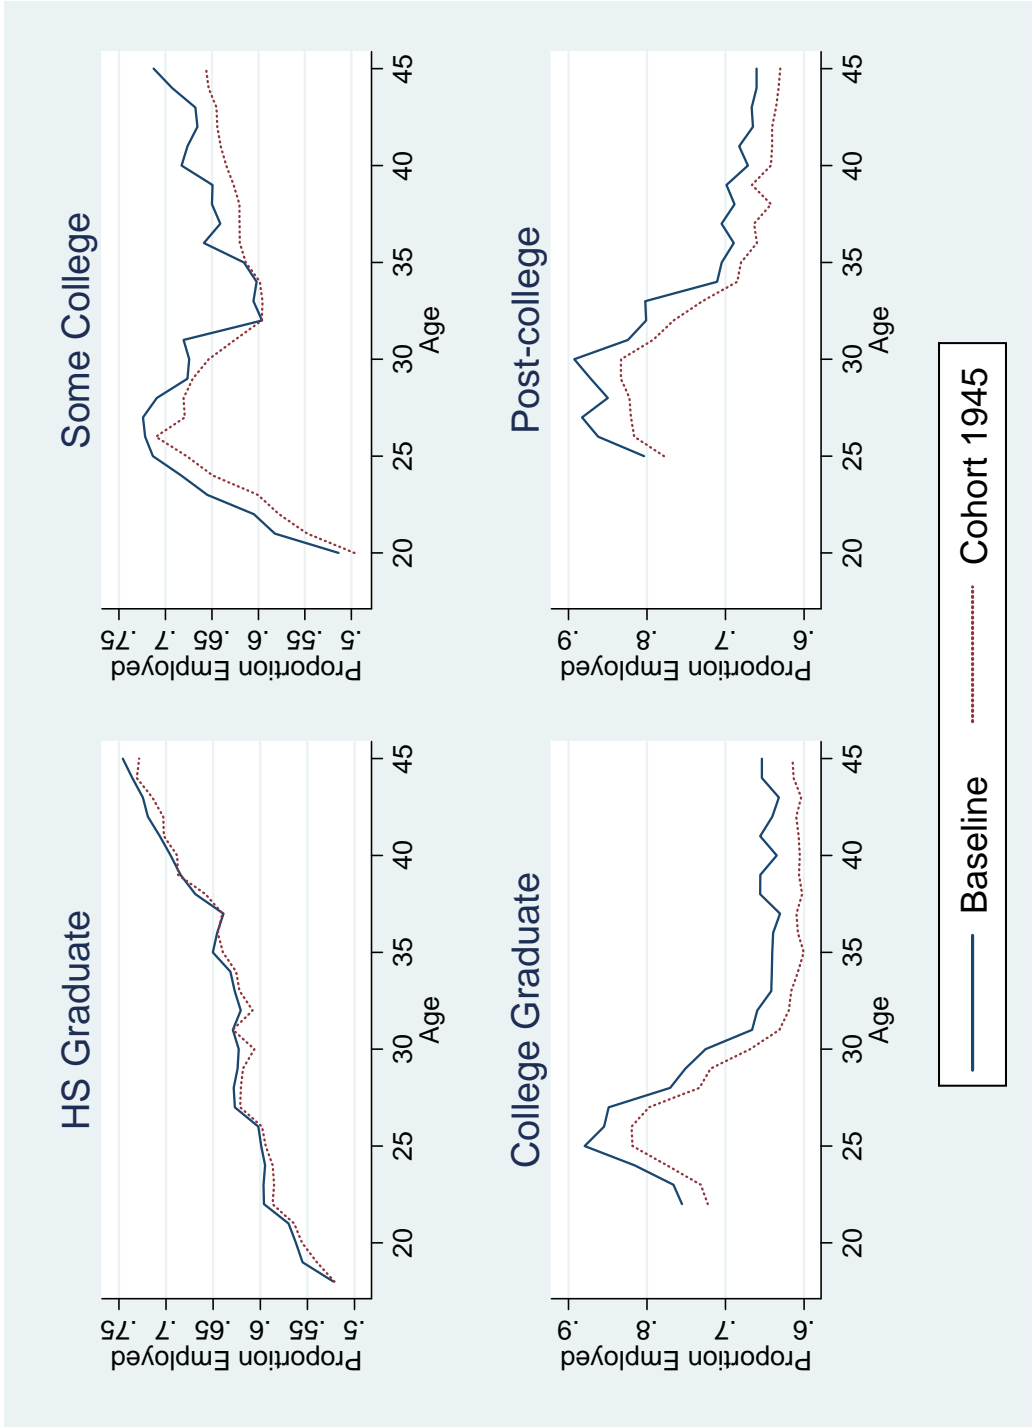 HS Graduate
Proportion Employed
.5 .55 .6 .65 .7 .75
20 25 30 35 40 45
Age
Some College
Proportion Employed
.5 .55 .6 .65 .7 .75
20 25 30 35 40 45
Age
College Graduate
Proportion Employed
.6 .7 .8 .9
20 25 30 35 40 45
Age
Post-college
Proportion Employed
.6 .7 .8 .9
20 25 30 35 40 45
Age
Baseline
Cohort 1945